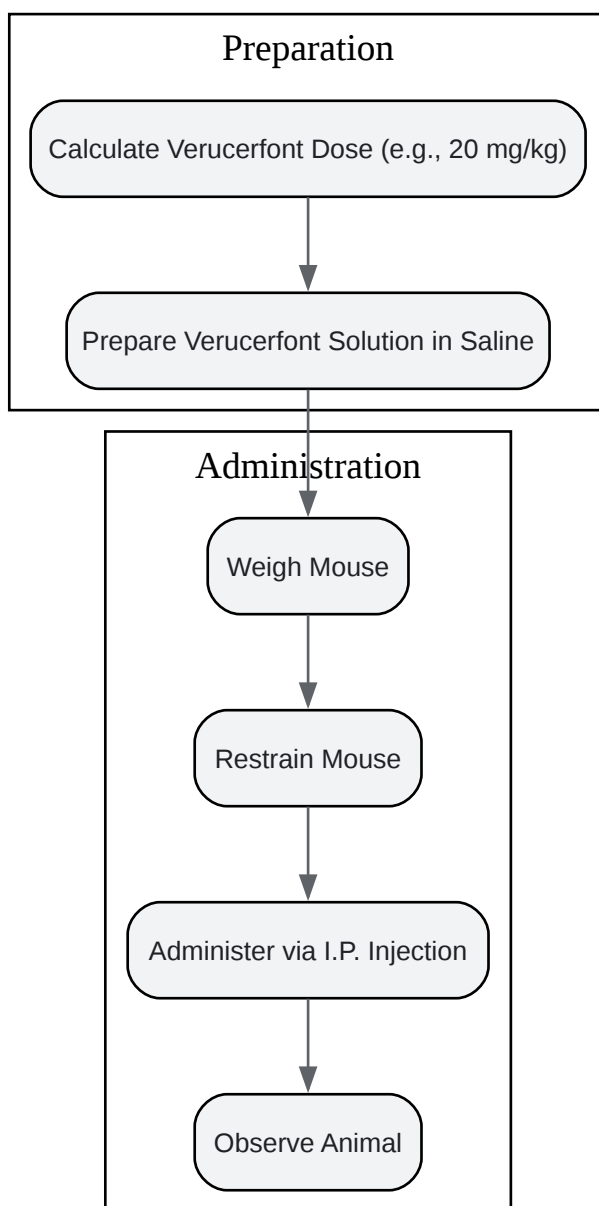 Preparation
Calculate Verucerfont Dose (e.g., 20 mg/kg)
Prepare Verucerfont Solution in Saline
Administration
Weigh Mouse
Restrain Mouse
Administer via I.P. Injection
Observe Animal